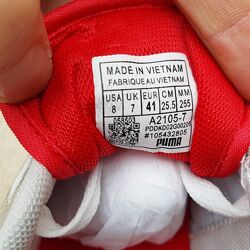 MADE IN VIETNAM
FABRIQUE AU VIETNAM
USA UK EUR CM MM
8 7 41 25.5 255
A2105-7
PDDKD02G00205
#105432805
PUMA